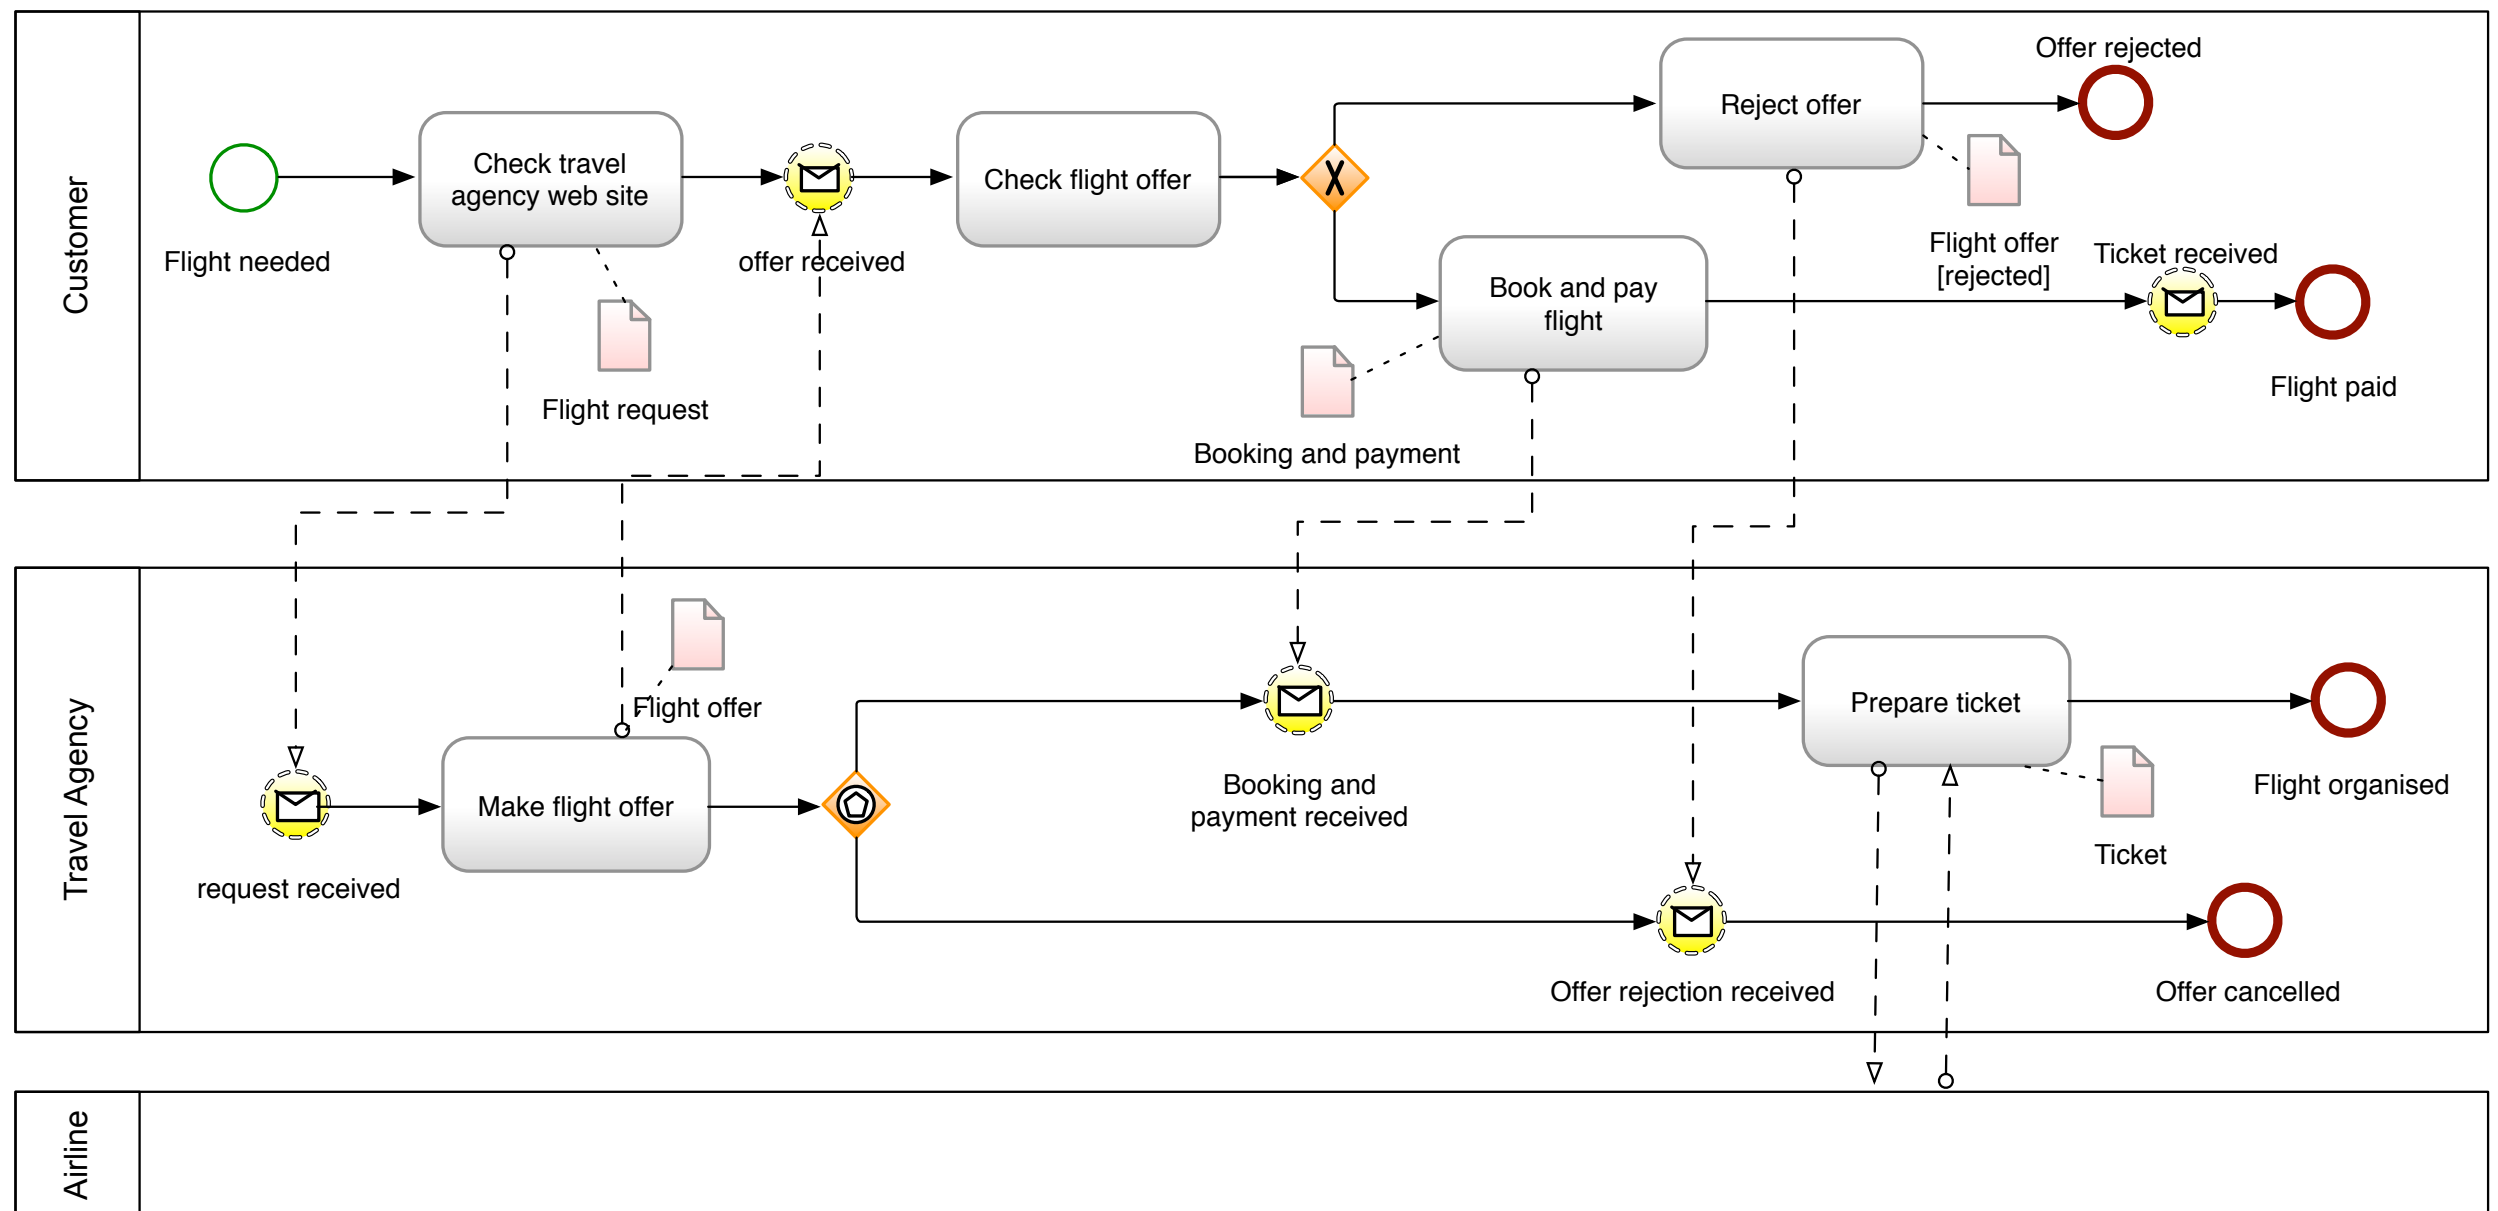 Customer
Offer rejected
Reject offer
Check travel
agency web site
Check flight offer
Flight needed
offer received
Flight offer
[rejected]
Ticket received
Book and pay
flight
Flight request
Flight paid
Booking and payment
Travel Agency
Flight offer
Prepare ticket
Make flight offer
Booking and
payment received
Flight organised
Ticket
request received
Offer rejection received
Offer cancelled
Airline